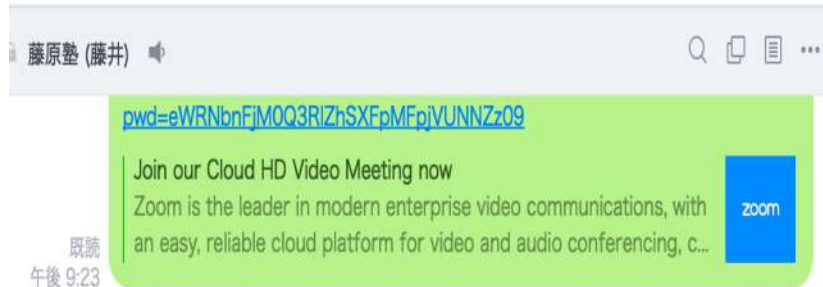 藤原塾 (藤井)
pwd=eWRNbnFjM0Q3RlZhSXFpMFpjVUNNZz09
Join our Cloud HD Video Meeting now
Zoom is the leader in modern enterprise video communications, with
an easy, reliable cloud platform for video and audio conferencing, c...
zoom
既読
午後 9:23